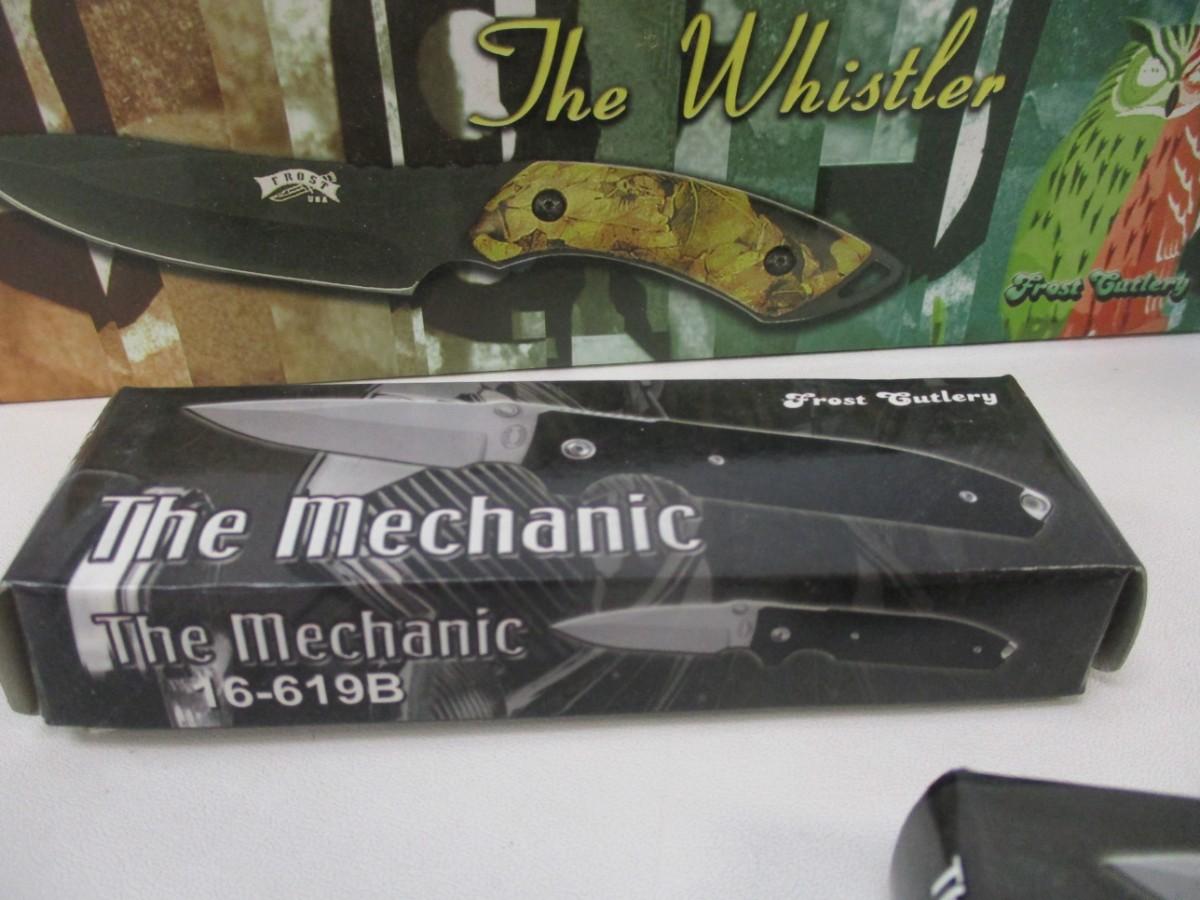 The Whistler
FROST
USA
Frost Cutlery
Frost Cutlery
The Mechanic
The Mechanic
16-619B